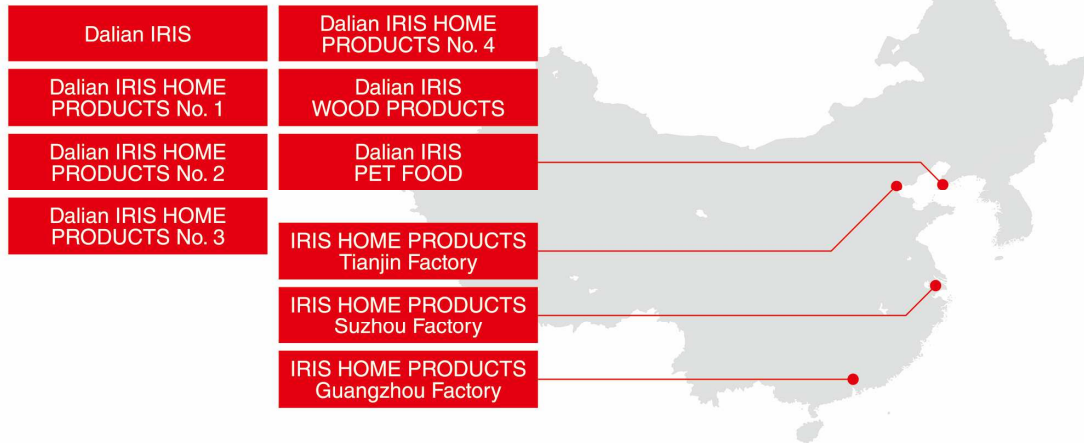 Dalian IRIS
Dalian IRIS HOME
PRODUCTS No. 1
Dalian IRIS HOME
PRODUCTS No. 2
Dalian IRIS HOME
PRODUCTS No. 3
Dalian IRIS HOME
PRODUCTS No. 4
Dalian IRIS
WOOD PRODUCTS
Dalian IRIS
PET FOOD
IRIS HOME PRODUCTS
Tianjin Factory
IRIS HOME PRODUCTS
Suzhou Factory
IRIS HOME PRODUCTS
Guangzhou Factory